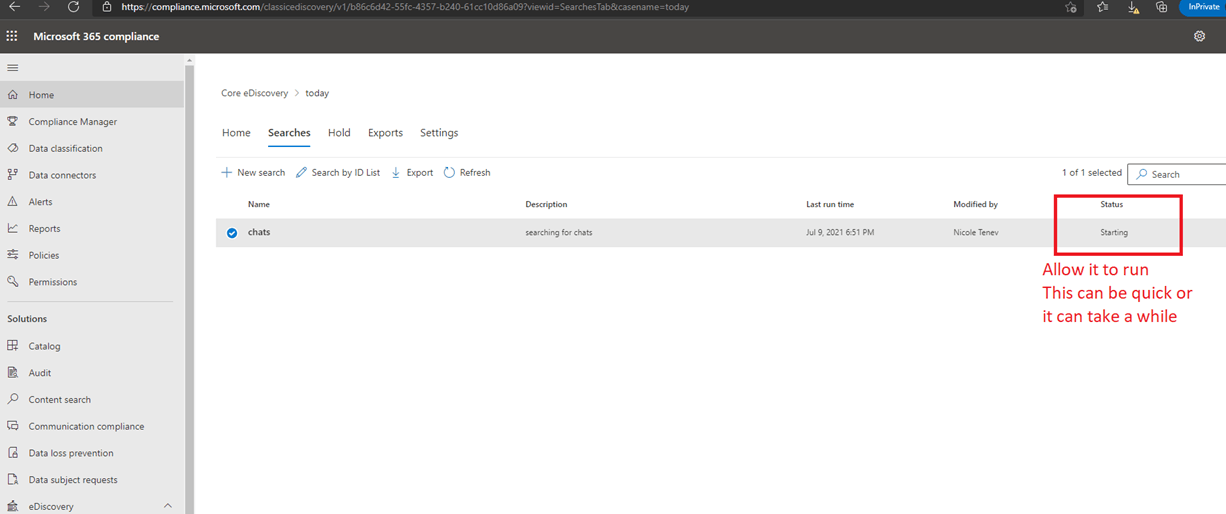 https://compliance.microsoft.com/classicediscovery/v1/b86c6d42-55fc-4357-b240-61cc10d86a09?viewid=SearchesTab&casename=today
InPrivate
Microsoft 365 compliance
Home
Compliance Manager
Data classification
Data connectors
Alerts
Reports
Policies
Permissions
Solutions
Catalog
Audit
Content search
Communication compliance
Data loss prevention
Data subject requests
eDiscovery
Core eDiscovery > today
Home Searches Hold Exports Settings
New search Search by ID List Export Refresh 1 of 1 selected Search
Name Description Last run time Modified by Status
chats searching for chats Jul 9, 2021 6:51 PM Nicole Tenev Starting
Allow it to run
This can be quick or
it can take a while